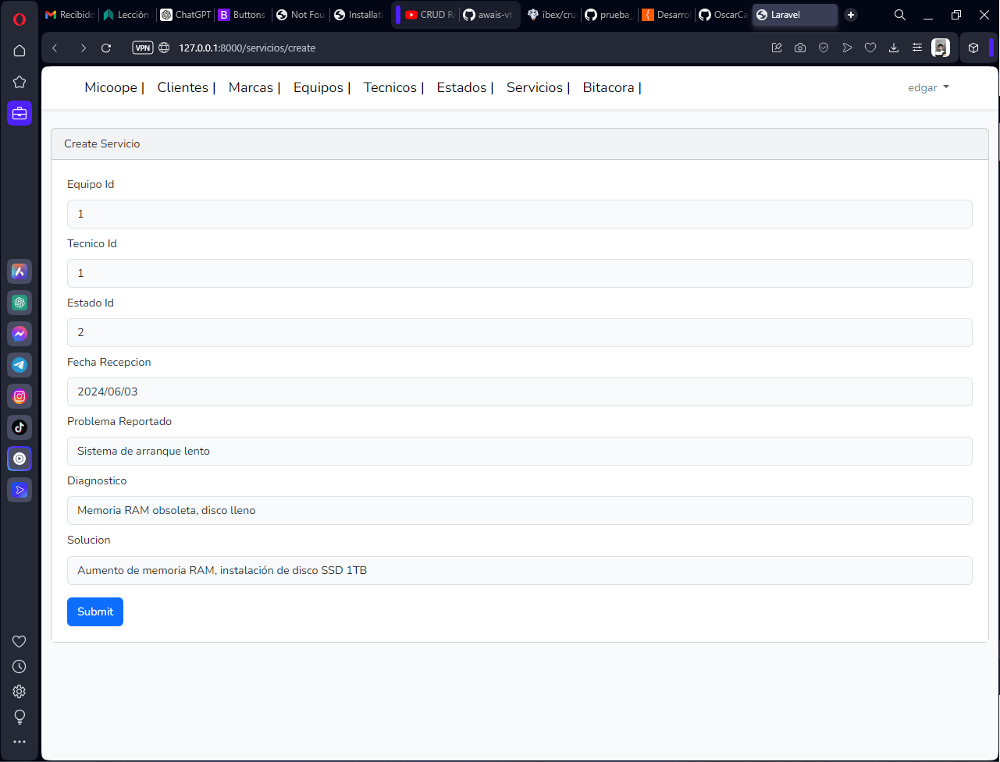 Recibido
Lección
ChatGPT
Buttons
Not Fou
Installati
CRUD RA
awais-vt
ibex/cru
prueba_
Desarrol
OscarCa
Laravel
VPN
127.0.0.1:8000/servicios/create
Micoope | Clientes | Marcas | Equipos | Tecnicos | Estados | Servicios | Bitacora |
edgar
Create Servicio
Equipo Id
1
Tecnico Id
1
Estado Id
2
Fecha Recepcion
2024/06/03
Problema Reportado
Sistema de arranque lento
Diagnostico
Memoria RAM obsoleta, disco lleno
Solucion
Aumento de memoria RAM, instalación de disco SSD 1TB
Submit